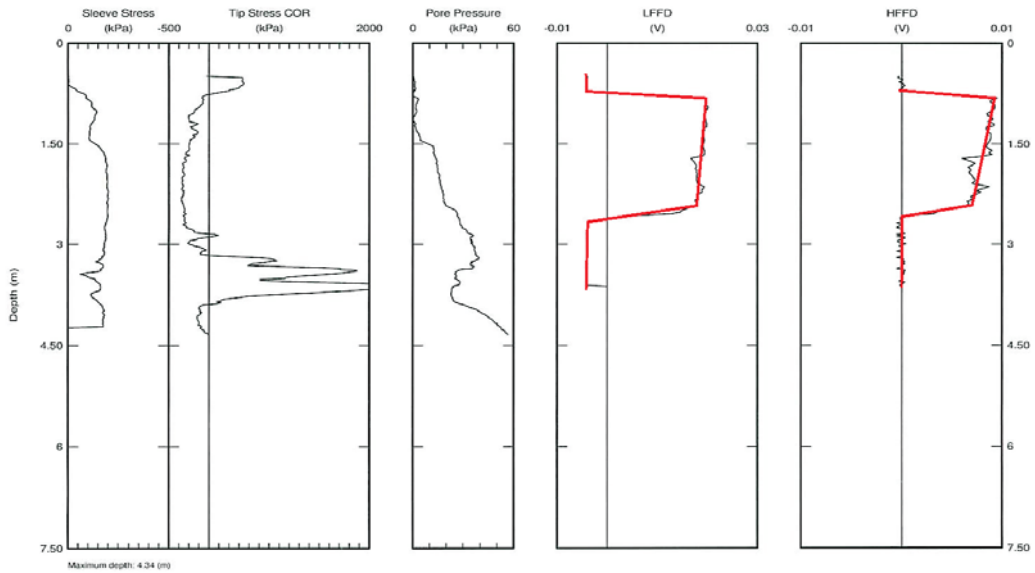 Sleeve Stress Tip Stress COR Pore Pressure LFFD HFFD
0 (kPa) -500 (kPa) 2000 0 (kPa) 60 -0.01 (V) 0.03 -0.01 (V) 0.01
0 0
1.50 1.50
3 3
Depth (m)
4.50 4.50
6 6
7.50 7.50
Maximum depth: 4.34 (m)